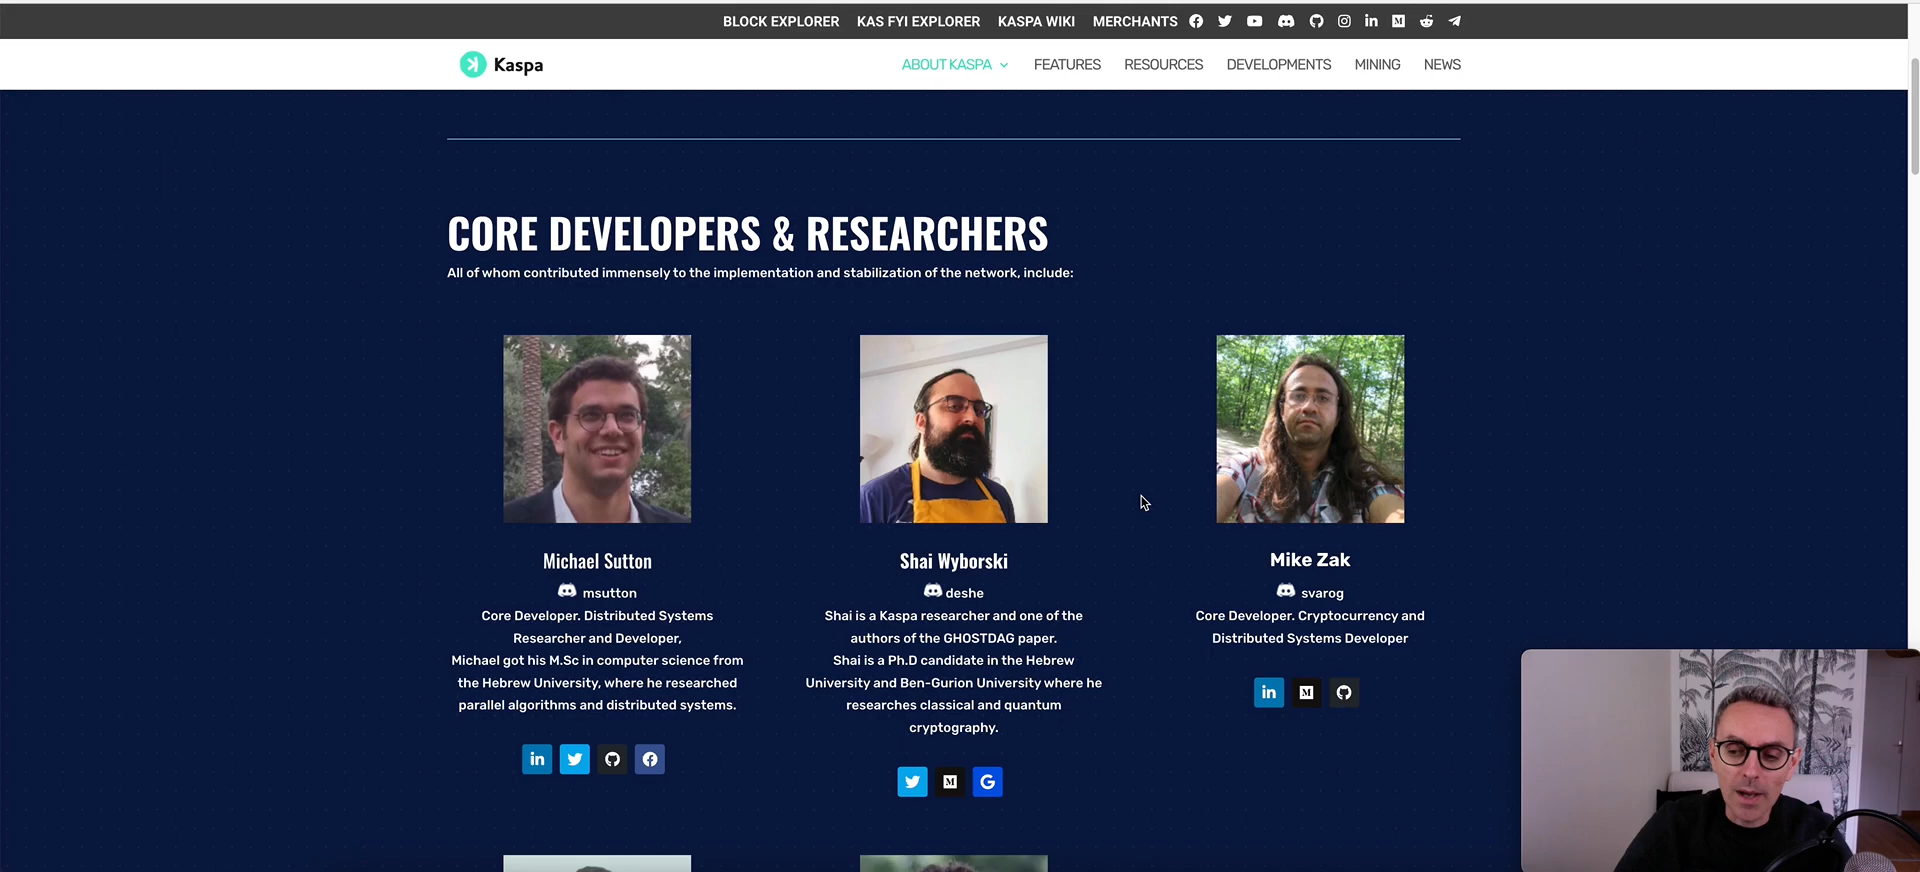 BLOCK EXPLORER KAS FYI EXPLORER KASPA WIKI MERCHANTS
Kaspa
ABOUT KASPA FEATURES RESOURCES DEVELOPMENTS MINING NEWS
CORE DEVELOPERS & RESEARCHERS
All of whom contributed immensely to the implementation and stabilization of the network, include:
Michael Sutton
msutton
Core Developer. Distributed Systems
Researcher and Developer,
Michael got his M.Sc in computer science from
the Hebrew University, where he researched
parallel algorithms and distributed systems.
Shai Wyborski
deshe
Shai is a Kaspa researcher and one of the
authors of the GHOSTDAG paper.
Shai is a Ph.D candidate in the Hebrew
University and Ben-Gurion University where he
researches classical and quantum
cryptography.
Mike Zak
svarog
Core Developer. Cryptocurrency and
Distributed Systems Developer